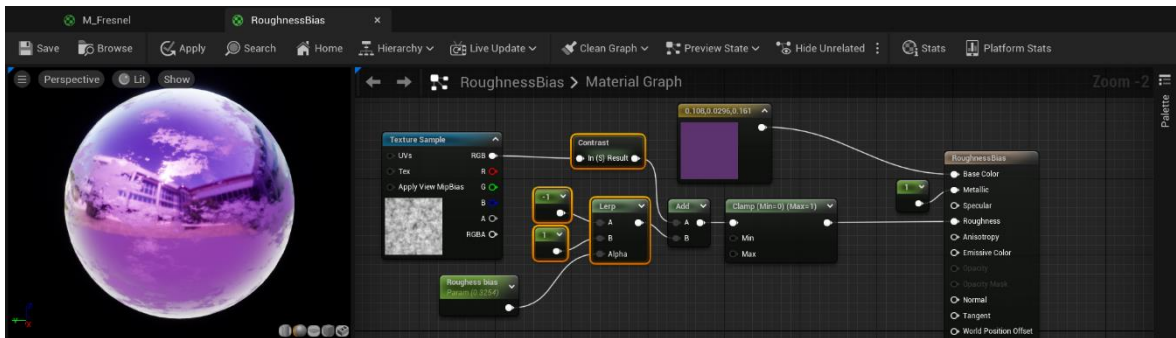 M_Fresnel
RoughnessBias
×
Save Browse Apply Search Home Hierarchy Live Update Clean Graph Preview State Hide Unrelated Stats Platform Stats
Perspective Lit Show
RoughnessBias > Material Graph
Zoom -2
Palette
Texture Sample
UVs
RGB
Tex
R
Apply View MipBias
G
B
A
RGBA
Contrast
In (S) Result
0.108,0.0296,0.161
-1
1
Lerp
A
B
Alpha
Roughess bias
Param (0.3254)
Add
A
B
Clamp (Min=0) (Max=1)
Min
Max
1
RoughnessBias
Base Color
Metallic
Specular
Roughness
Anisotropy
Emissive Color
Opacity
Opacity Mask
Normal
Tangent
World Position Offset